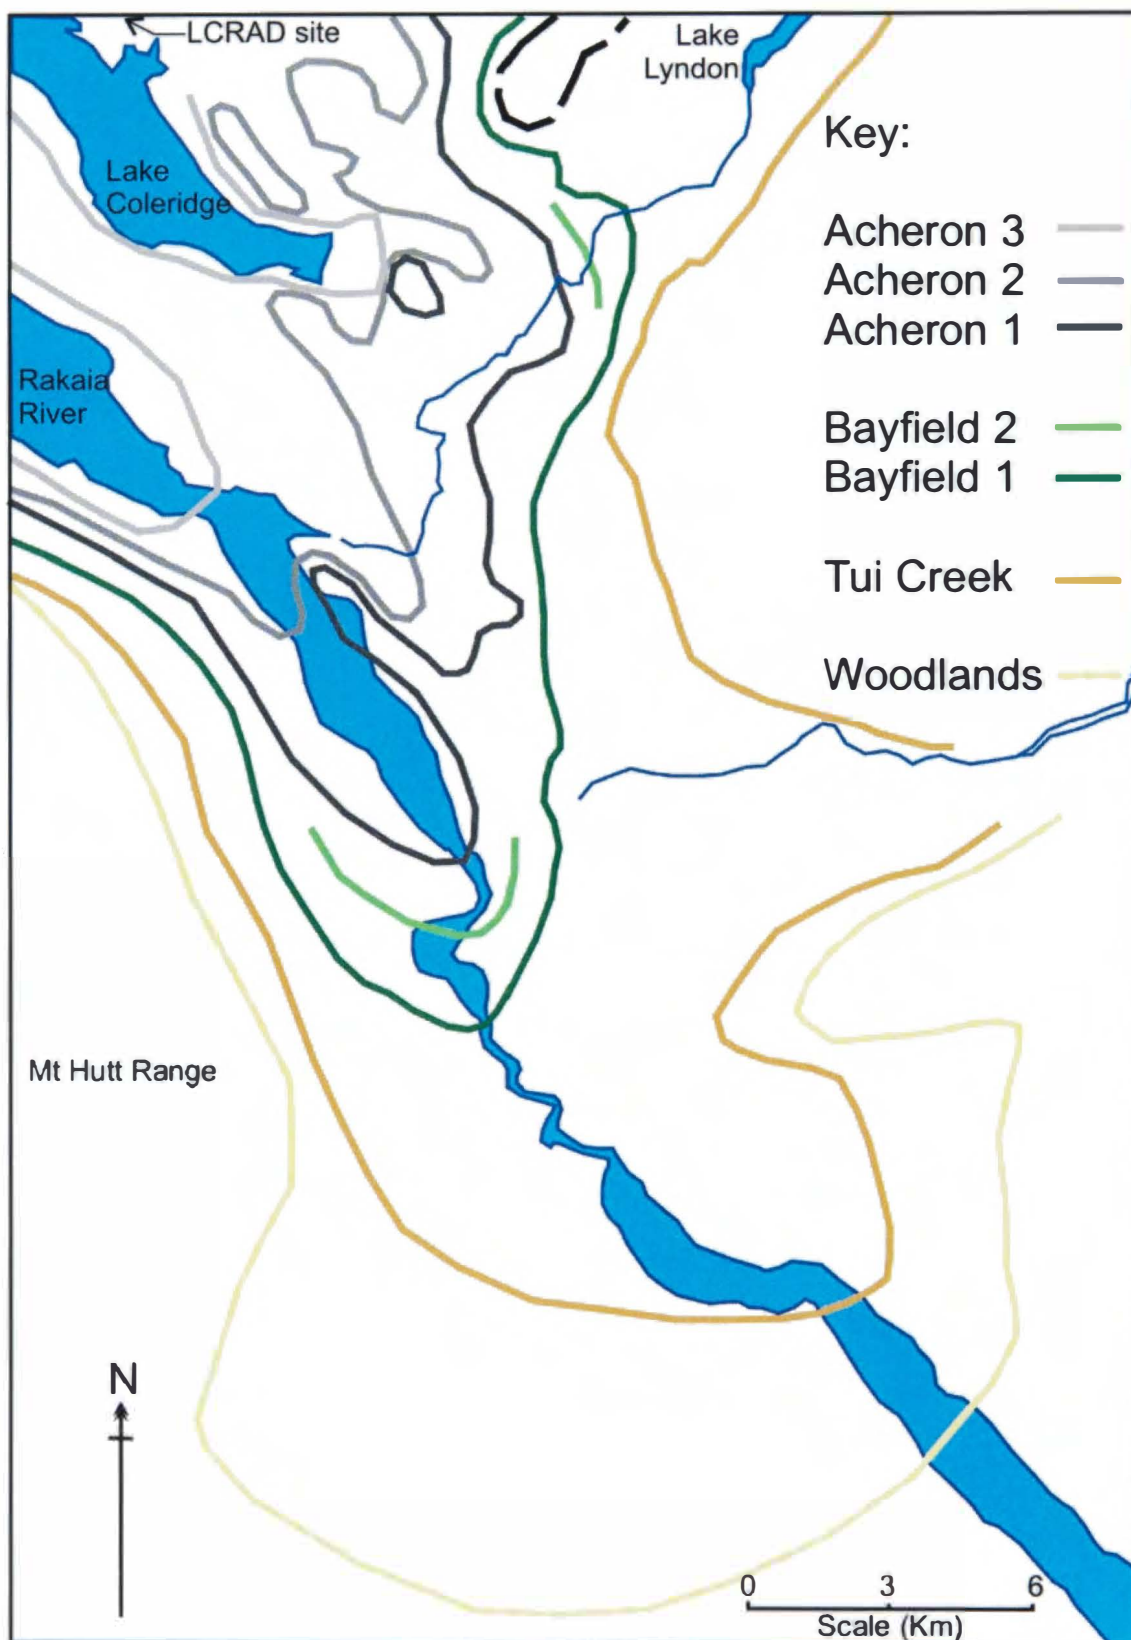 LCRAD site
Lake
Lyndon
Key:
Lake
Coleridge
Acheron 3
Acheron 2
Acheron 1
Rakaia
River
Bayfield 2
Bayfield 1
Tui Creek
Woodlands
Mt Hutt Range
N
0 3 6
Scale (Km)